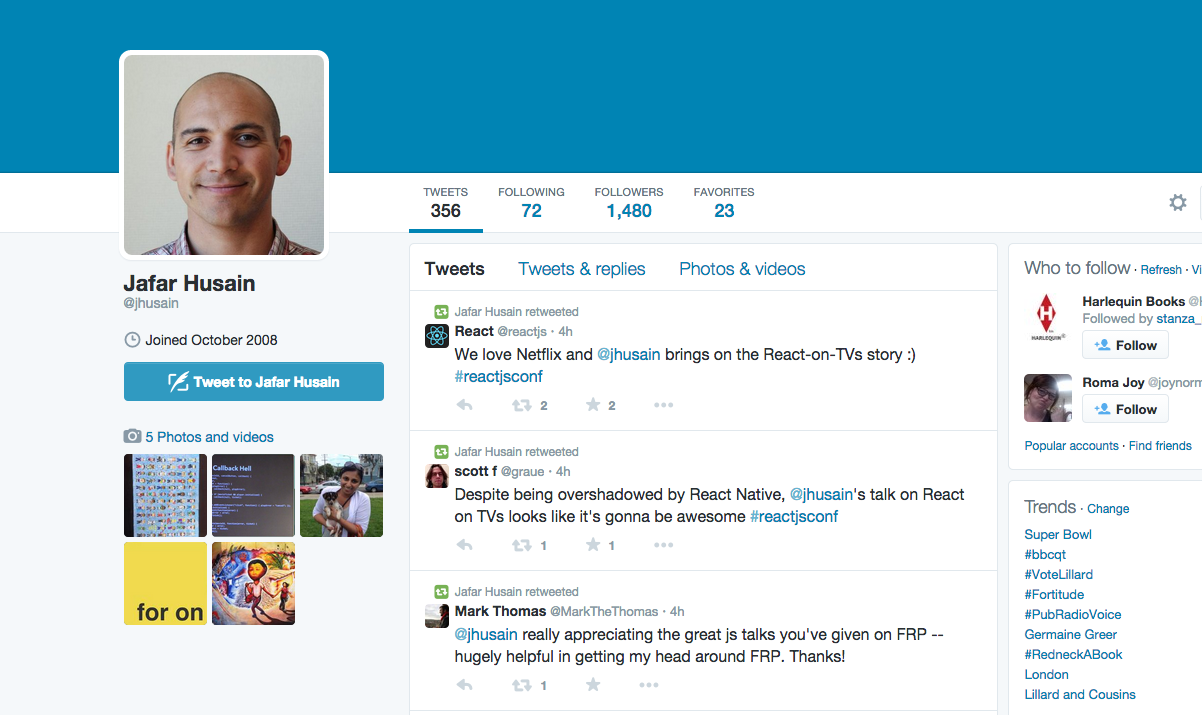 TWEETS
356
FOLLOWING
72
FOLLOWERS
1,480
FAVORITES
23
Jafar Husain
@jhusain
Joined October 2008
Tweet to Jafar Husain
5 Photos and videos
Callback Hell
for on
Tweets Tweets & replies Photos & videos
Jafar Husain retweeted
React @reactjs · 4h
We love Netflix and @jhusain brings on the React-on-TVs story :)
#reactjsconf
2 2
Jafar Husain retweeted
scott f @graue · 4h
Despite being overshadowed by React Native, @jhusain's talk on React
on TVs looks like it's gonna be awesome #reactjsconf
1 1
Jafar Husain retweeted
Mark Thomas @MarkTheThomas · 4h
@jhusain really appreciating the great js talks you've given on FRP --
hugely helpful in getting my head around FRP. Thanks!
1
Who to follow · Refresh · Vi
Harlequin Books @H
Followed by stanza_
HARLEQUIN®
Follow
Roma Joy @joynorm
Follow
Popular accounts · Find friends
Trends · Change
Super Bowl
#bbcqt
#VoteLillard
#Fortitude
#PubRadioVoice
Germaine Greer
#RedneckABook
London
Lillard and Cousins